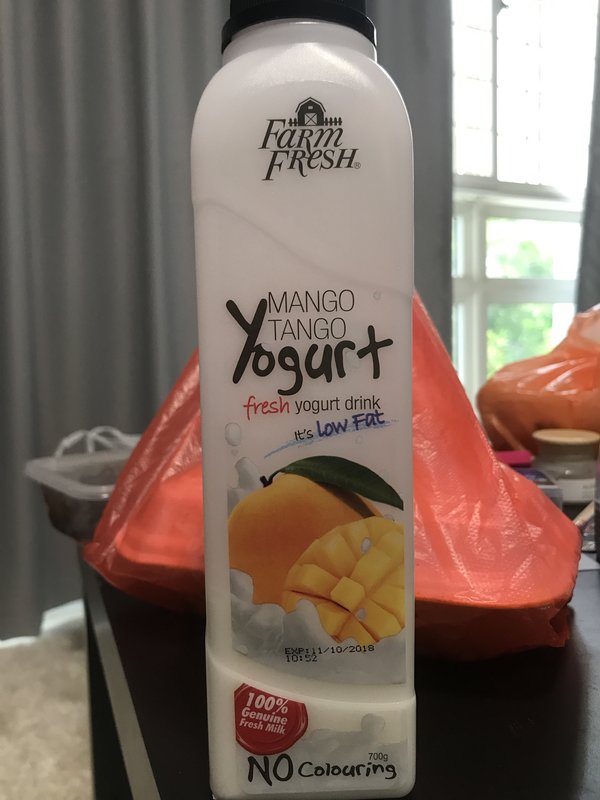 FARM
FRESH®
MANGO
TANGO
Yogurt
fresh yogurt drink
It's Low Fat
EXP:11/10/2018
10:52
100%
Genuine
Fresh Milk
700g
NO Colouring